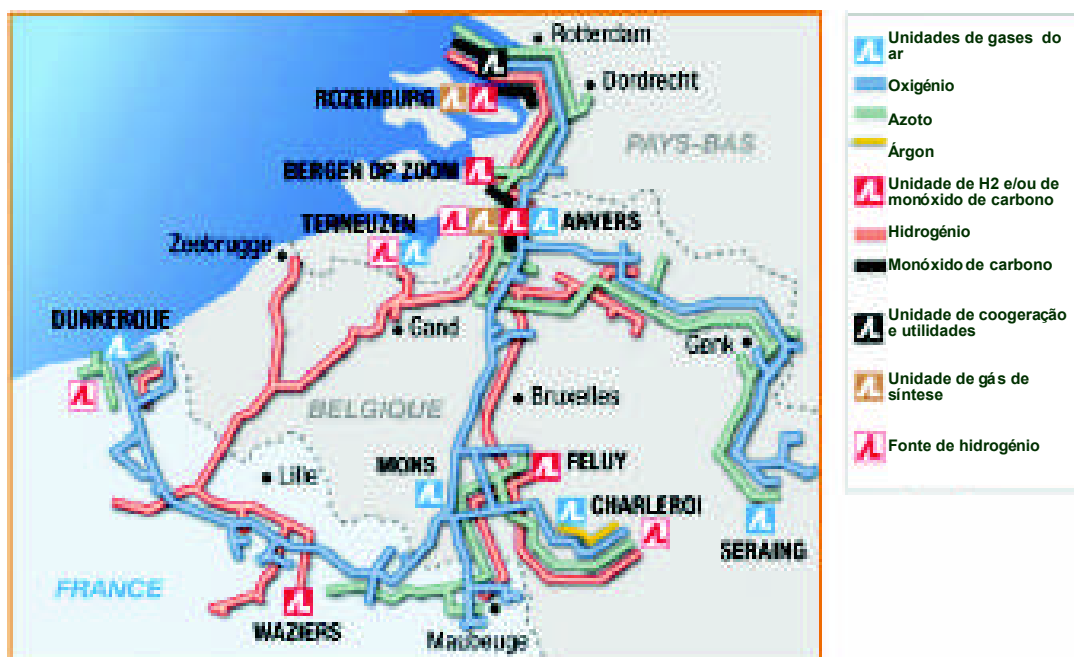 Rotterdam
Dordrecht
ROZENBURG
PAYS-BAS
BERGEN OP ZOOM
TERNEUZEN
ANVERS
Zeebrugge
DUNKERQUE
Gand
Genk
BELGIQUE
Bruxelles
Lille
MONS
FELUY
CHARLEROI
SERAING
FRANCE
WAZIERS
Maubeuge
Unidades de gases do
ar
Oxigénio
Azoto
Árgon
Unidade de H2 e/ou de
monóxido de carbono
Hidrogénio
Monóxido de carbono
Unidade de coogeração
e utilidades
Unidade de gás de
síntese
Fonte de hidrogénio